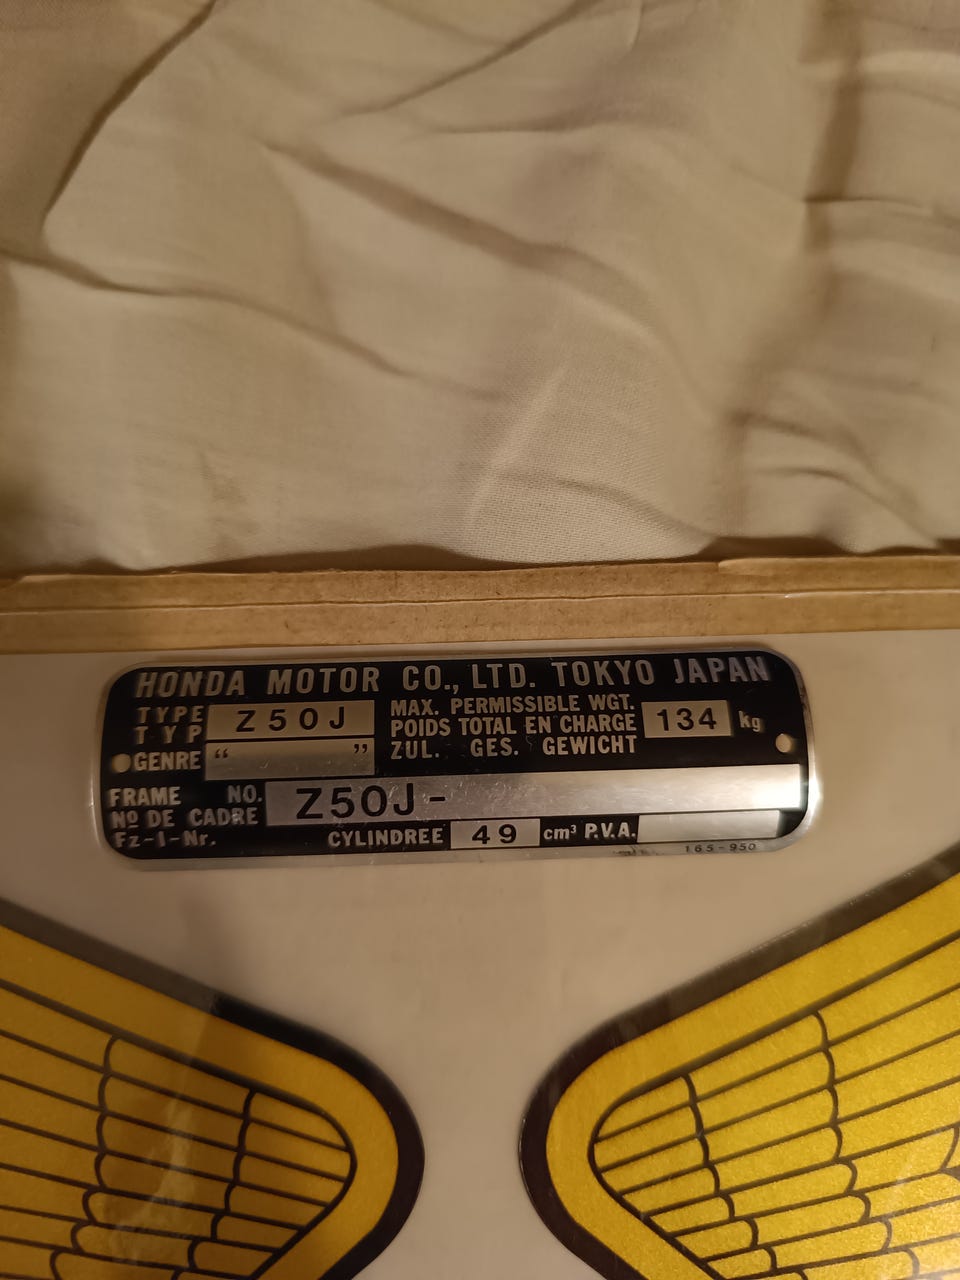 HONDA MOTOR CO., LTD. TOKYO JAPAN
TYPE
TYP
Z50J
MAX. PERMISSIBLE WGT.
POIDS TOTAL EN CHARGE
ZUL. GES. GEWICHT
134 kg
GENRE “ ”
FRAME NO.
Nº DE CADRE
Fz-I-Nr.
Z50J-
CYLINDREE 49 cm³ P.V.A.
165-950